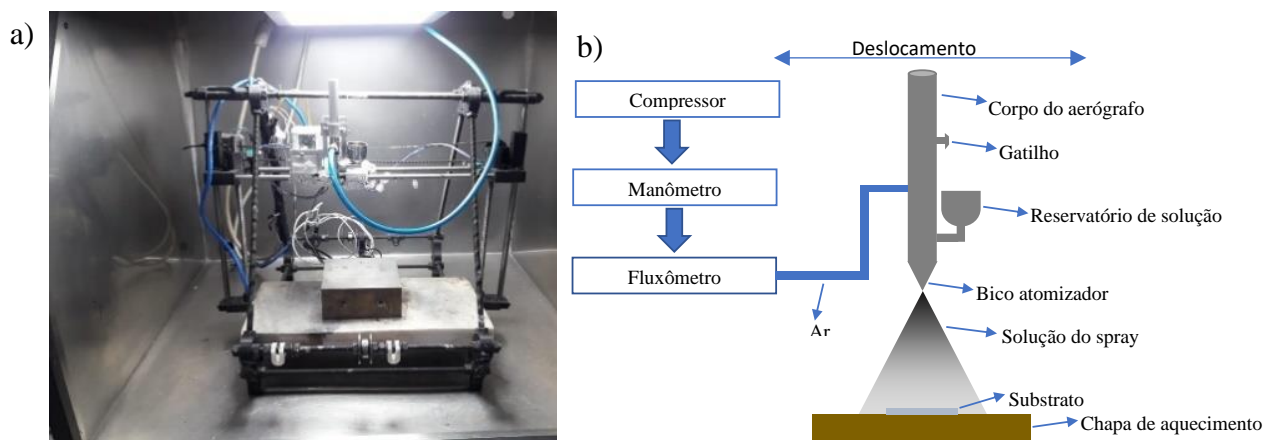 a)
b)
Deslocamento
Compressor
Manômetro
Fluxômetro
Ar
Corpo do aerógrafo
Gatilho
Reservatório de solução
Bico atomizador
Solução do spray
Substrato
Chapa de aquecimento